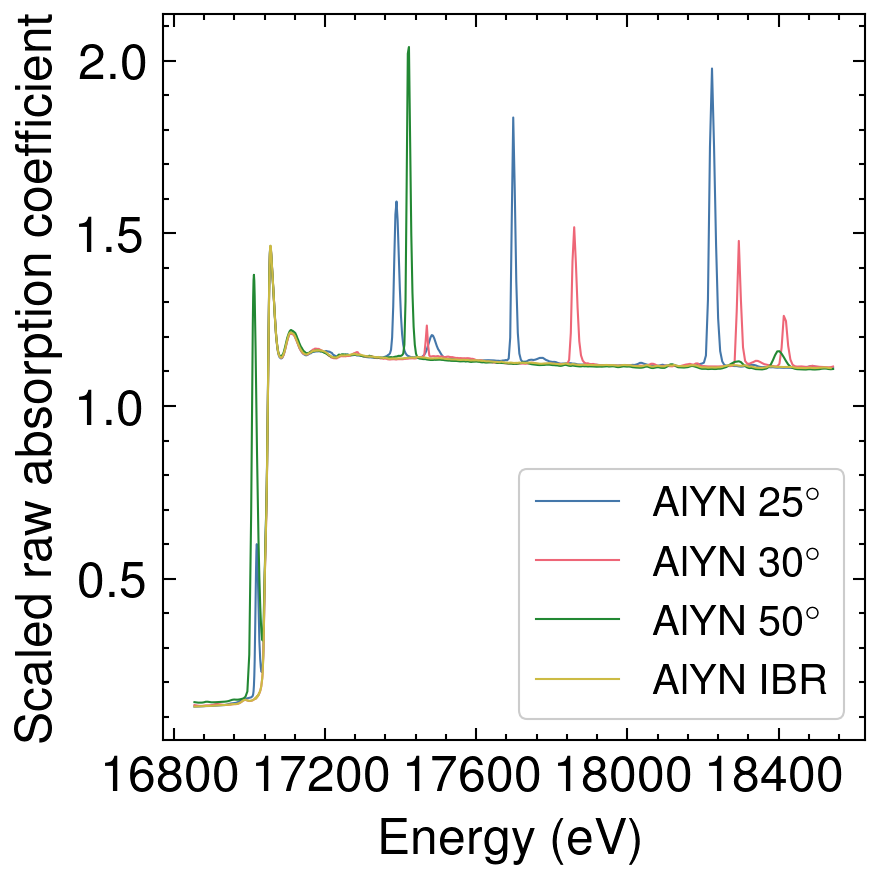 Scaled raw absorption coefficient
2.0
1.5
1.0
0.5
16800 17200 17600 18000 18400
Energy (eV)
AlYN 25°
AlYN 30°
AlYN 50°
AlYN IBR